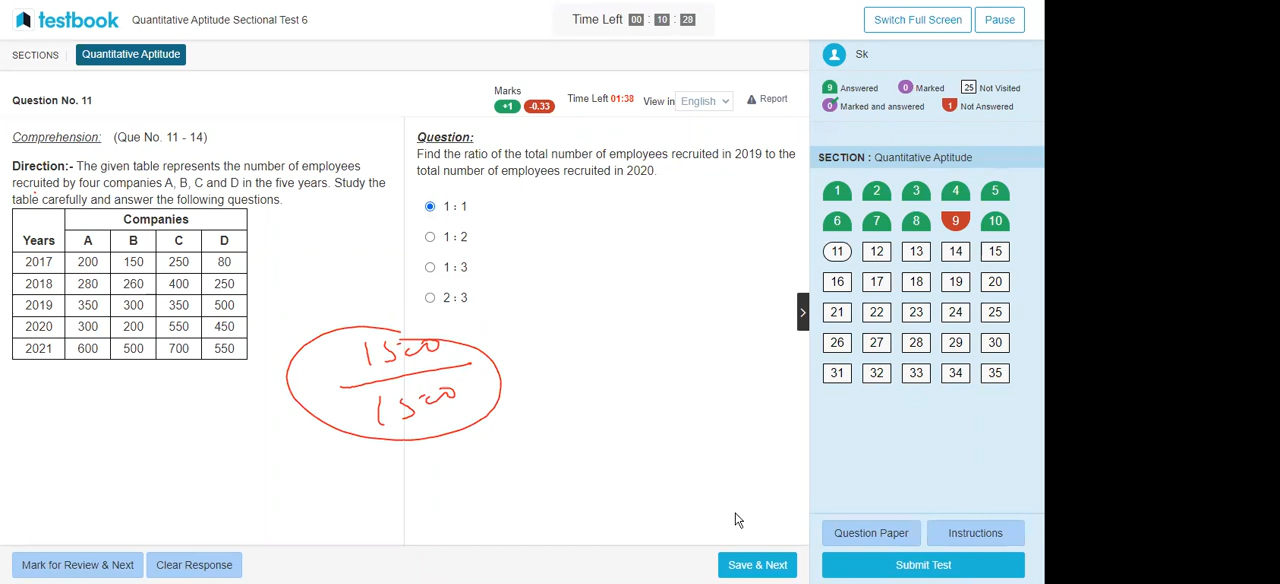 testbook Quantitative Aptitude Sectional Test 6 Time Left 00 : 10 : 28 Switch Full Screen Pause
SECTIONS Quantitative Aptitude Sk
Question No. 11 Marks +1 -0.33 Time Left 01:38 View in English Report
9 Answered 0 Marked 25 Not Visited
0 Marked and answered 1 Not Answered
Comprehension: (Que No. 11 - 14)
Direction:- The given table represents the number of employees
recruited by four companies A, B, C and D in the five years. Study the
table carefully and answer the following questions.
Companies
Years A B C D
2017 200 150 250 80
2018 280 260 400 250
2019 350 300 350 500
2020 300 200 550 450
2021 600 500 700 550
Question:
Find the ratio of the total number of employees recruited in 2019 to the
total number of employees recruited in 2020.
1 : 1
1 : 2
1 : 3
2 : 3
1500
1500
SECTION : Quantitative Aptitude
1 2 3 4 5
6 7 8 9 10
11 12 13 14 15
16 17 18 19 20
21 22 23 24 25
26 27 28 29 30
31 32 33 34 35
>
Question Paper Instructions
Mark for Review & Next Clear Response Save & Next Submit Test